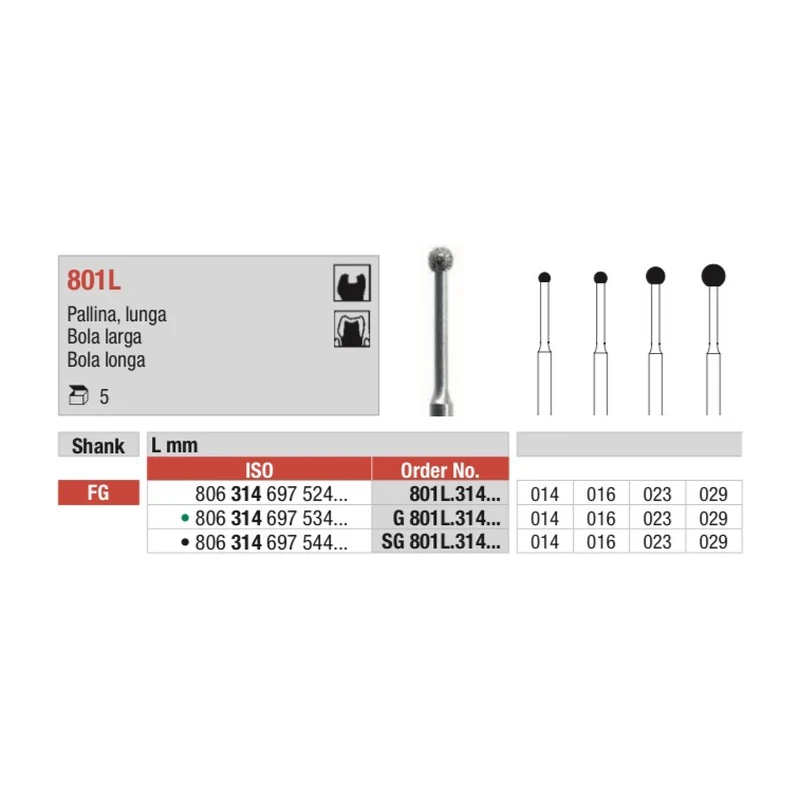 801L
Pallina, lunga
Bola larga
Bola longa
5
Shank L mm
ISO Order No.
FG 806 314 697 524... 801L.314... 014 016 023 029
• 806 314 697 534... G 801L.314... 014 016 023 029
• 806 314 697 544... SG 801L.314... 014 016 023 029